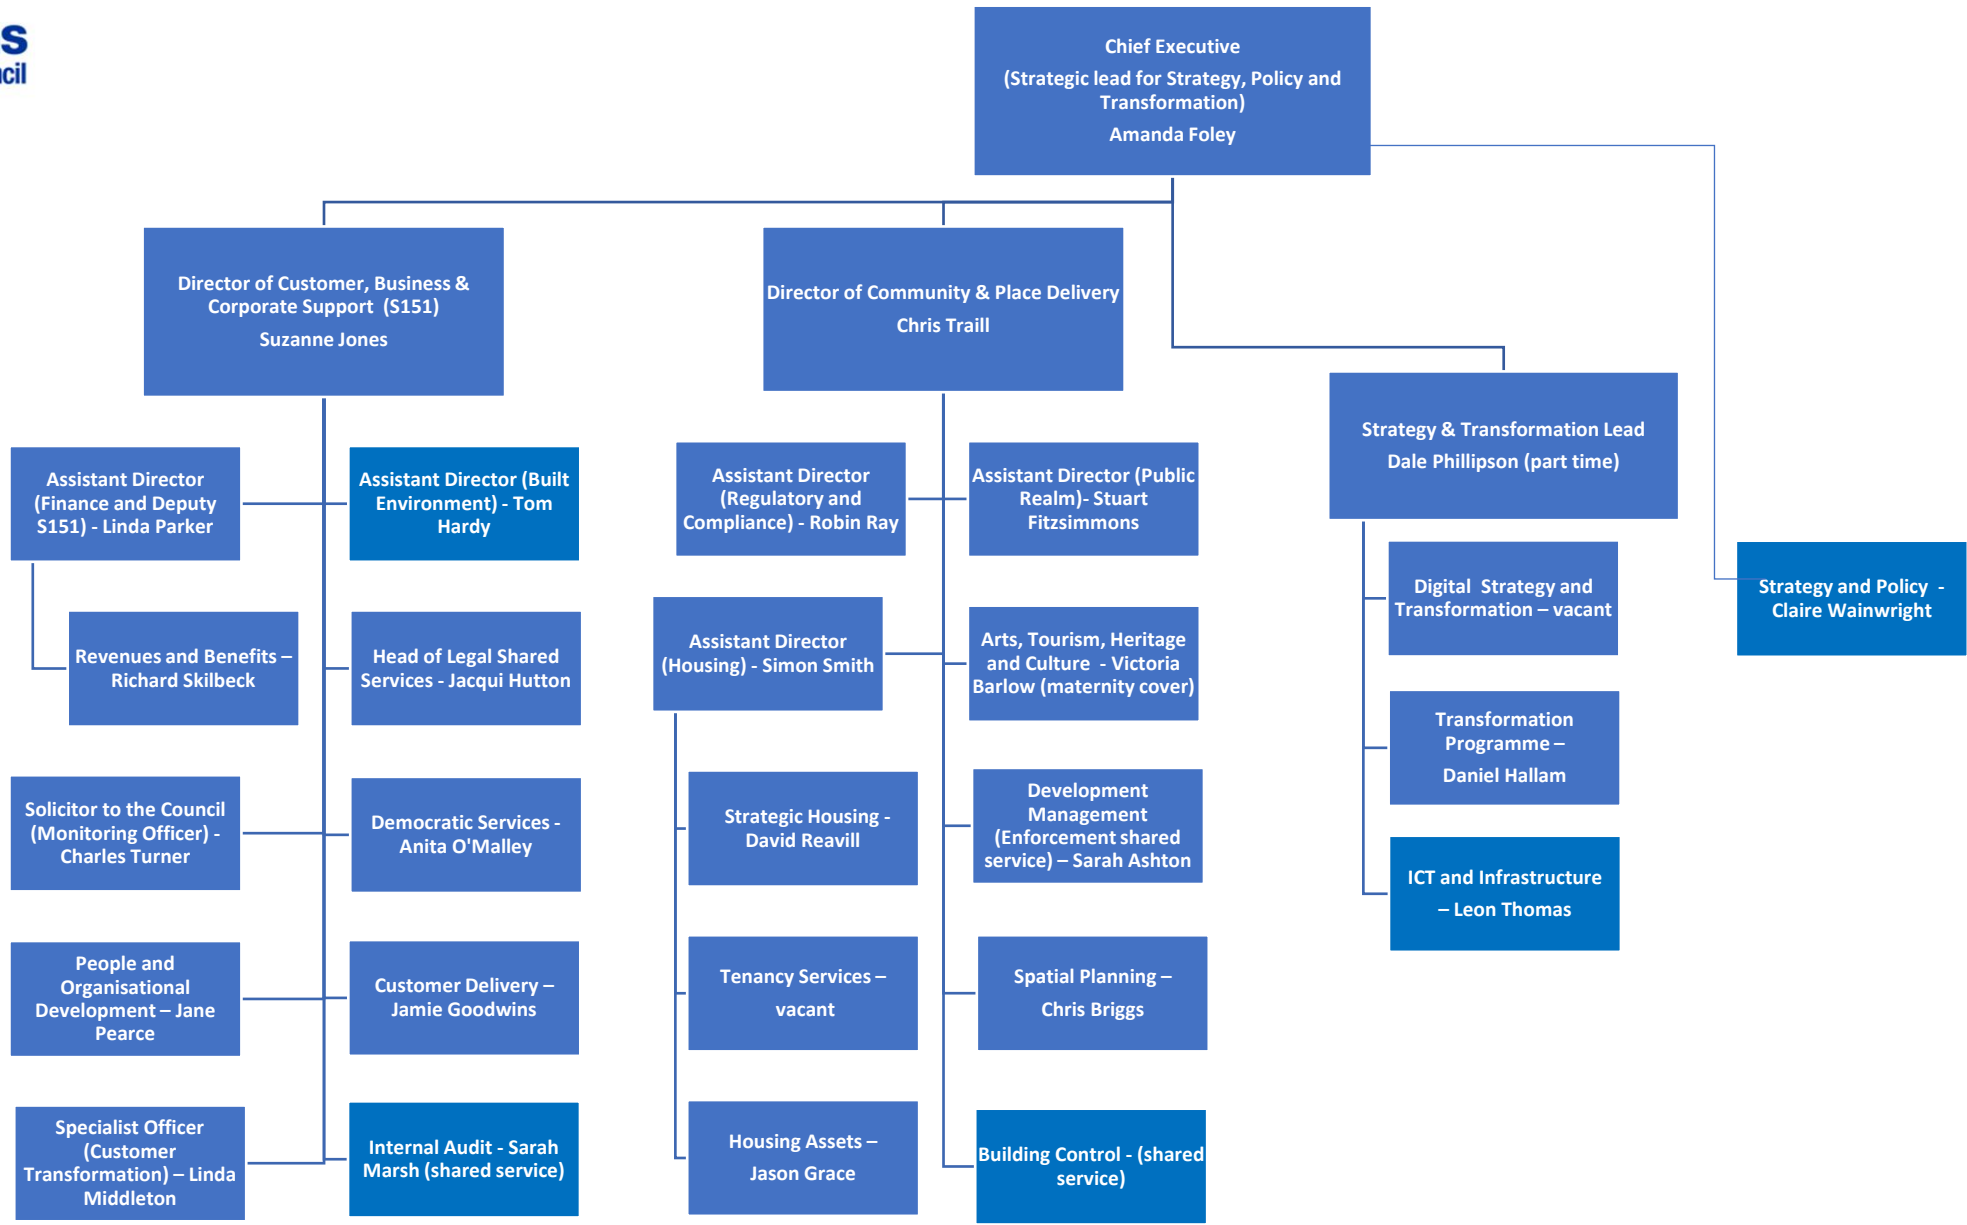 s
ncil
Chief Executive
(Strategic lead for Strategy, Policy and
Transformation)
Amanda Foley
Director of Customer, Business &
Corporate Support (S151)
Suzanne Jones
Director of Community & Place Delivery
Chris Traill
Strategy & Transformation Lead
Dale Phillipson (part time)
Assistant Director
(Finance and Deputy
S151) - Linda Parker
Assistant Director (Built
Environment) - Tom
Hardy
Revenues and Benefits –
Richard Skilbeck
Head of Legal Shared
Services - Jacqui Hutton
Solicitor to the Council
(Monitoring Officer) -
Charles Turner
Democratic Services -
Anita O'Malley
People and
Organisational
Development – Jane
Pearce
Customer Delivery –
Jamie Goodwins
Specialist Officer
(Customer
Transformation) – Linda
Middleton
Internal Audit - Sarah
Marsh (shared service)
Assistant Director
(Regulatory and
Compliance) - Robin Ray
Assistant Director (Public
Realm)- Stuart
Fitzsimmons
Assistant Director
(Housing) - Simon Smith
Arts, Tourism, Heritage
and Culture - Victoria
Barlow (maternity cover)
Strategic Housing -
David Reavill
Development
Management
(Enforcement shared
service) – Sarah Ashton
Tenancy Services –
vacant
Spatial Planning –
Chris Briggs
Housing Assets –
Jason Grace
Building Control - (shared
service)
Digital Strategy and
Transformation – vacant
Transformation
Programme –
Daniel Hallam
ICT and Infrastructure
– Leon Thomas
Strategy and Policy -
Claire Wainwright